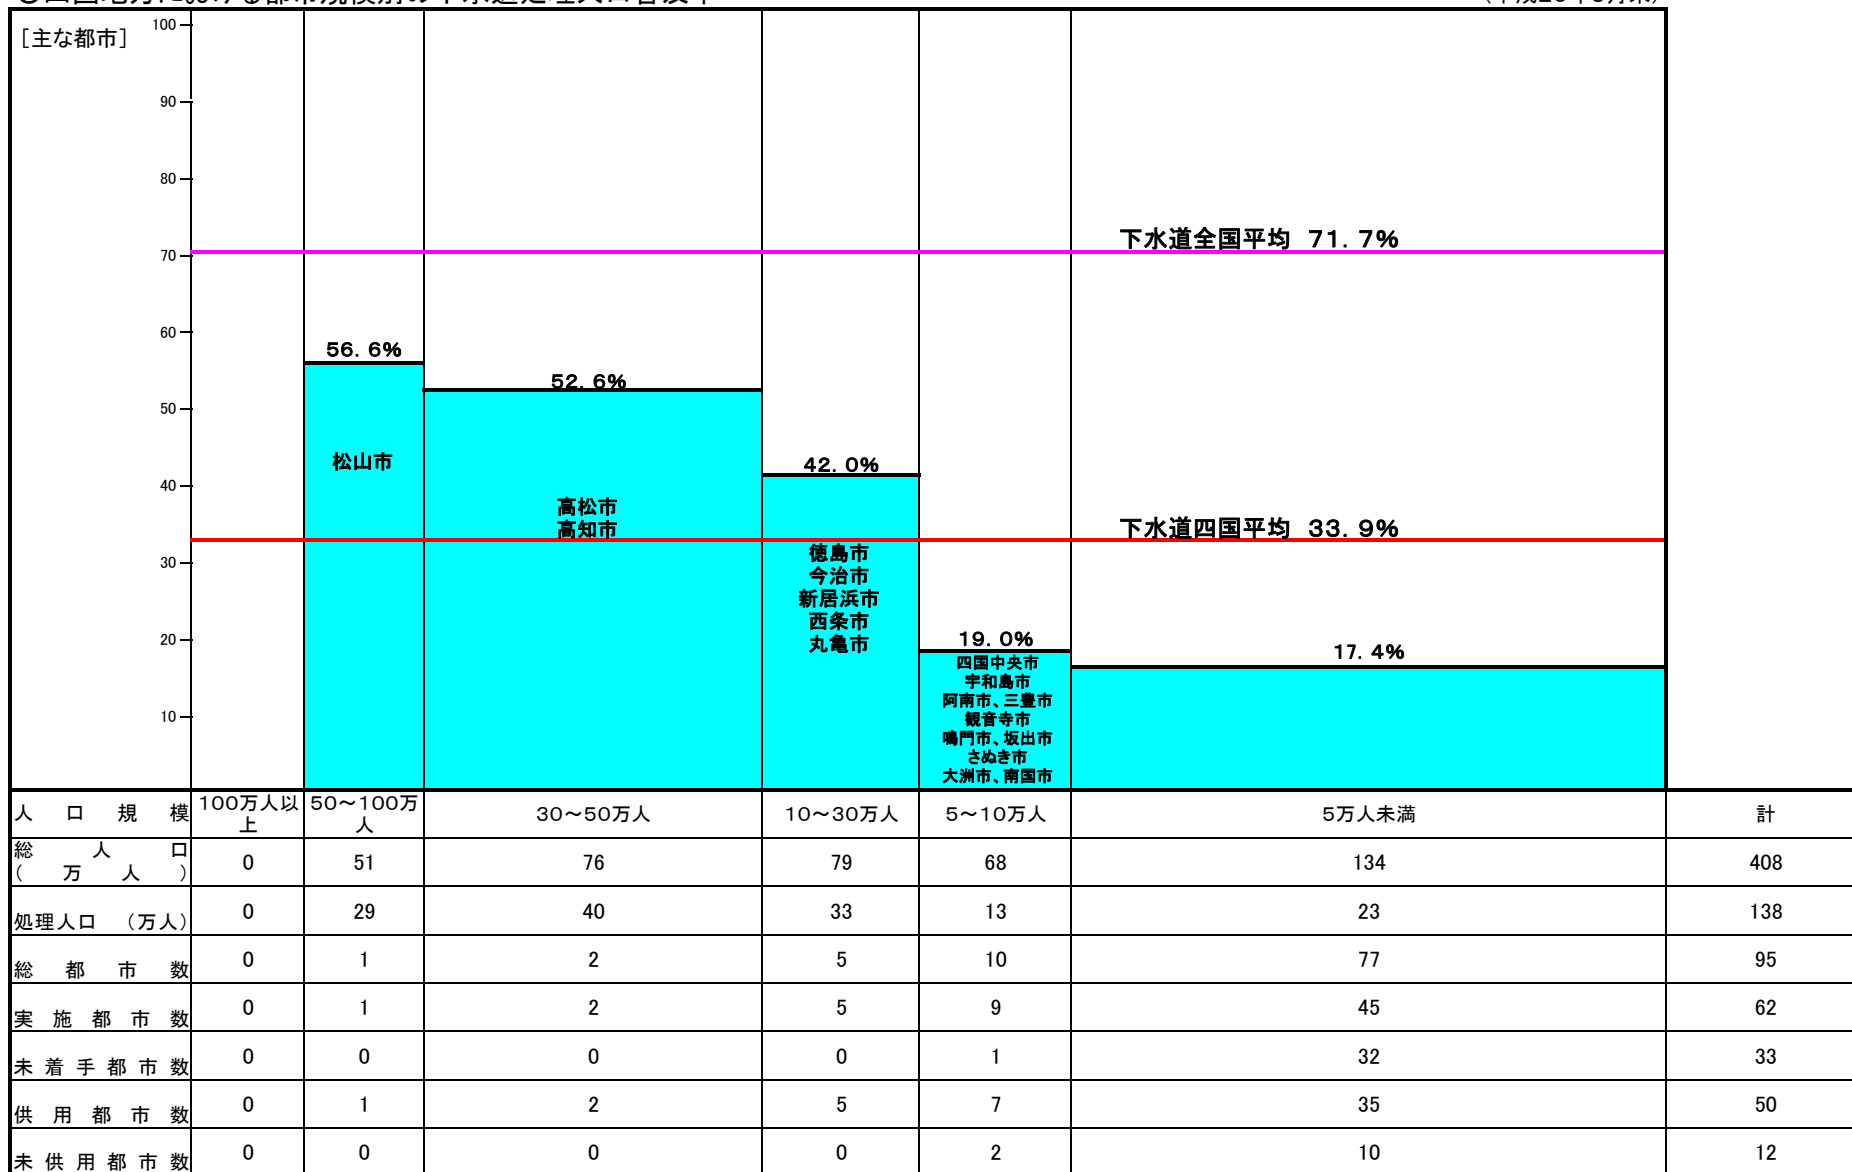 [主な都市]
100
90
80
70
60
50
40
30
20
10
下水道全国平均 71.7%
56.6%
52.6%
松山市
42.0%
高松市
高知市
下水道四国平均 33.9%
徳島市
今治市
新居浜市
西条市
丸亀市
19.0%
17.4%
四国中央市
宇和島市
阿南市、三豊市
観音寺市
鳴門市、坂出市
さぬき市
大洲市、南国市
人口規模 100万人以上 50~100万人 30~50万人 10~30万人 5~10万人 5万人未満 計
総人口(万人) 0 51 76 79 68 134 408
処理人口 (万人) 0 29 40 33 13 23 138
総都市数 0 1 2 5 10 77 95
実施都市数 0 1 2 5 9 45 62
未着手都市数 0 0 0 0 1 32 33
供用都市数 0 1 2 5 7 35 50
未供用都市数 0 0 0 0 2 10 12